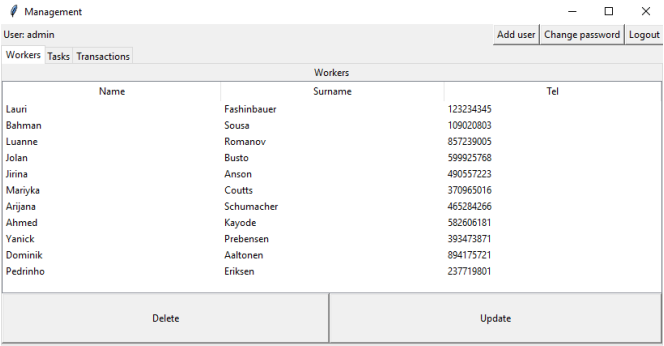 Management
User: admin Add user Change password Logout
Workers Tasks Transactions
Workers
Name Surname Tel
Lauri Fashinbauer 123234345
Bahman Sousa 109020803
Luanne Romanov 857239005
Jolan Busto 599925768
Jirina Anson 490557223
Mariyka Coutts 370965016
Arijana Schumacher 465284266
Ahmed Kayode 582606181
Yanick Prebensen 393473871
Dominik Aaltonen 894175721
Pedrinho Eriksen 237719801
Delete Update